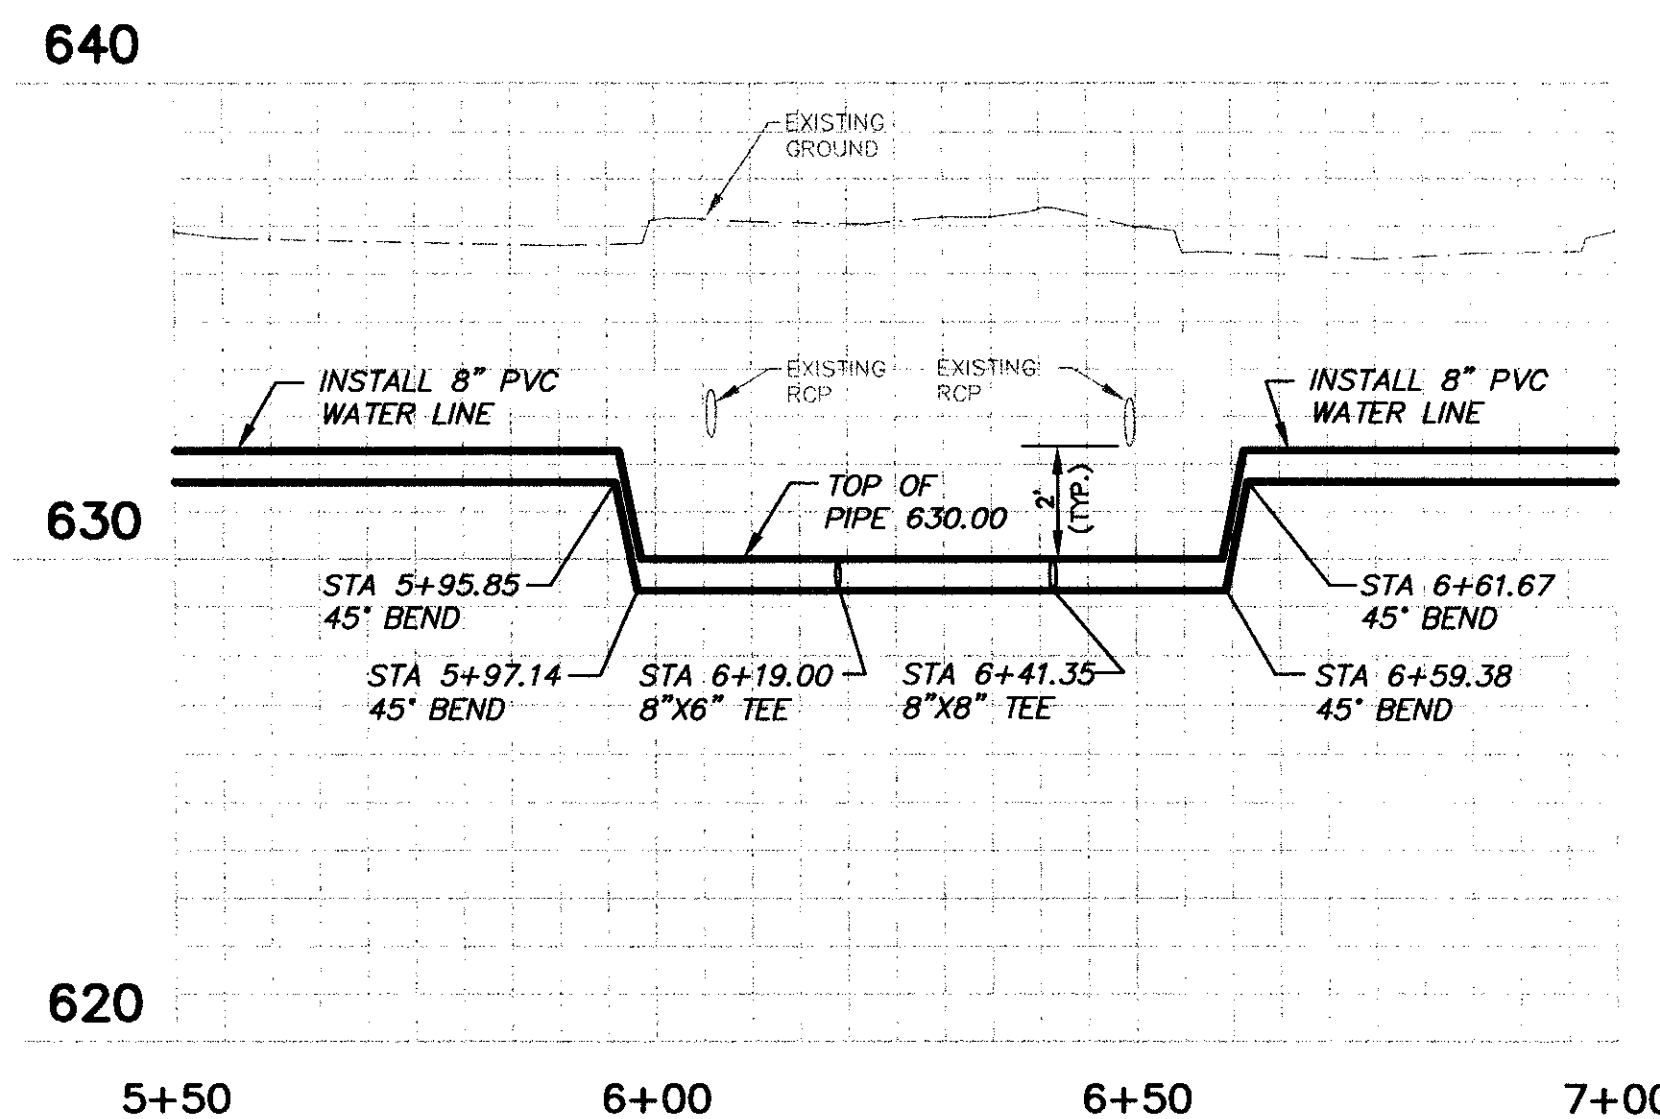 640
EXISTING
GROUND
EXISTING
RCP
EXISTING
RCP
INSTALL 8" PVC
WATER LINE
INSTALL 8" PVC
WATER LINE
TOP OF
PIPE 630.00
2'
(TYP.)
630
STA 5+95.85
45° BEND
STA 6+61.67
45° BEND
STA 5+97.14
45° BEND
STA 6+19.00
8"X6" TEE
STA 6+41.35
8"X8" TEE
STA 6+59.38
45° BEND
620
5+50
6+00
6+50
7+00